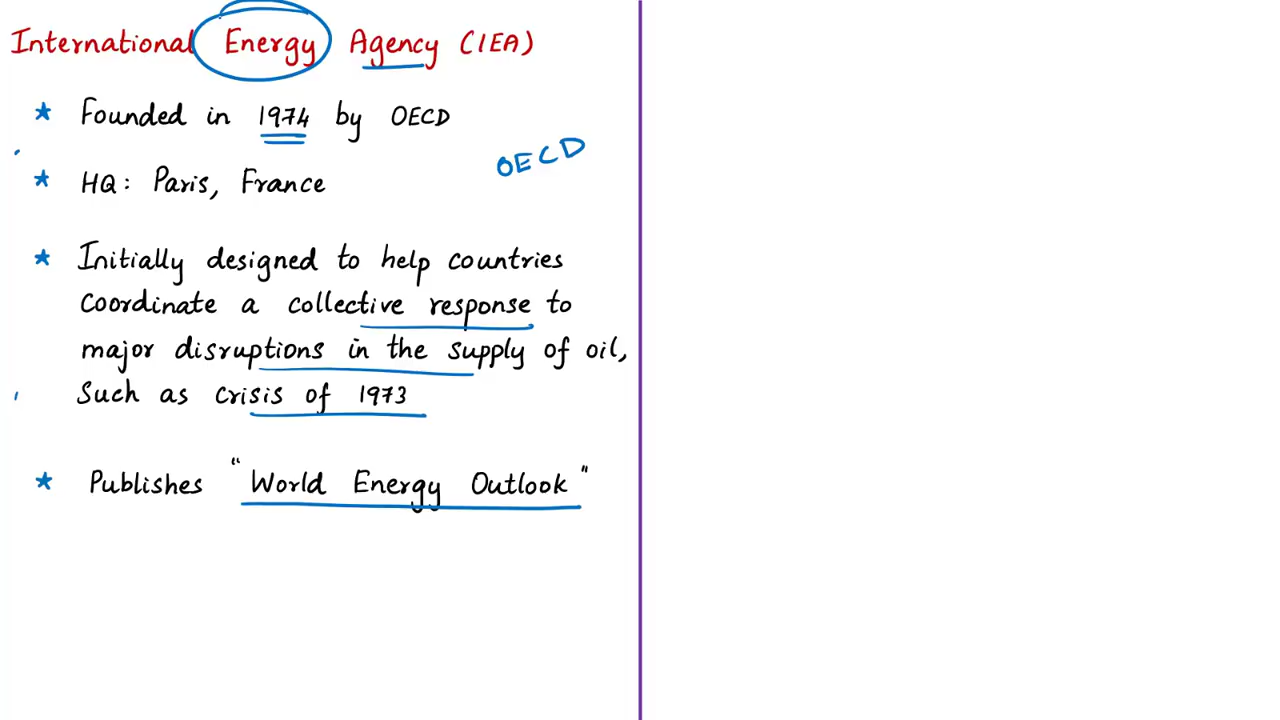 International Energy Agency (IEA)
★ Founded in 1974 by OECD
OECD
★ HQ: Paris, France
★ Initially designed to help countries
coordinate a collective response to
major disruptions in the supply of oil,
Such as crisis of 1973
★ Publishes "World Energy Outlook"